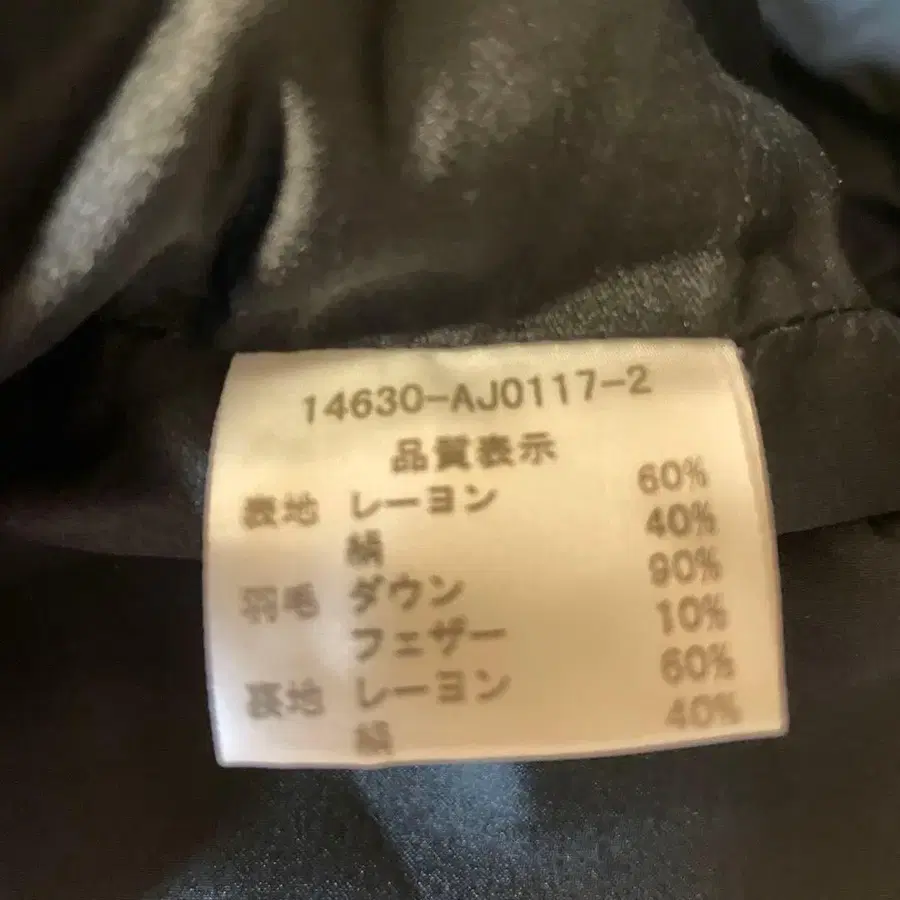 14630-AJ0117-2
品質表示
表地 レーヨン 60%
絹 40%
羽毛 ダウン 90%
フェザー 10%
裏地 レーヨン 60%
絹 40%